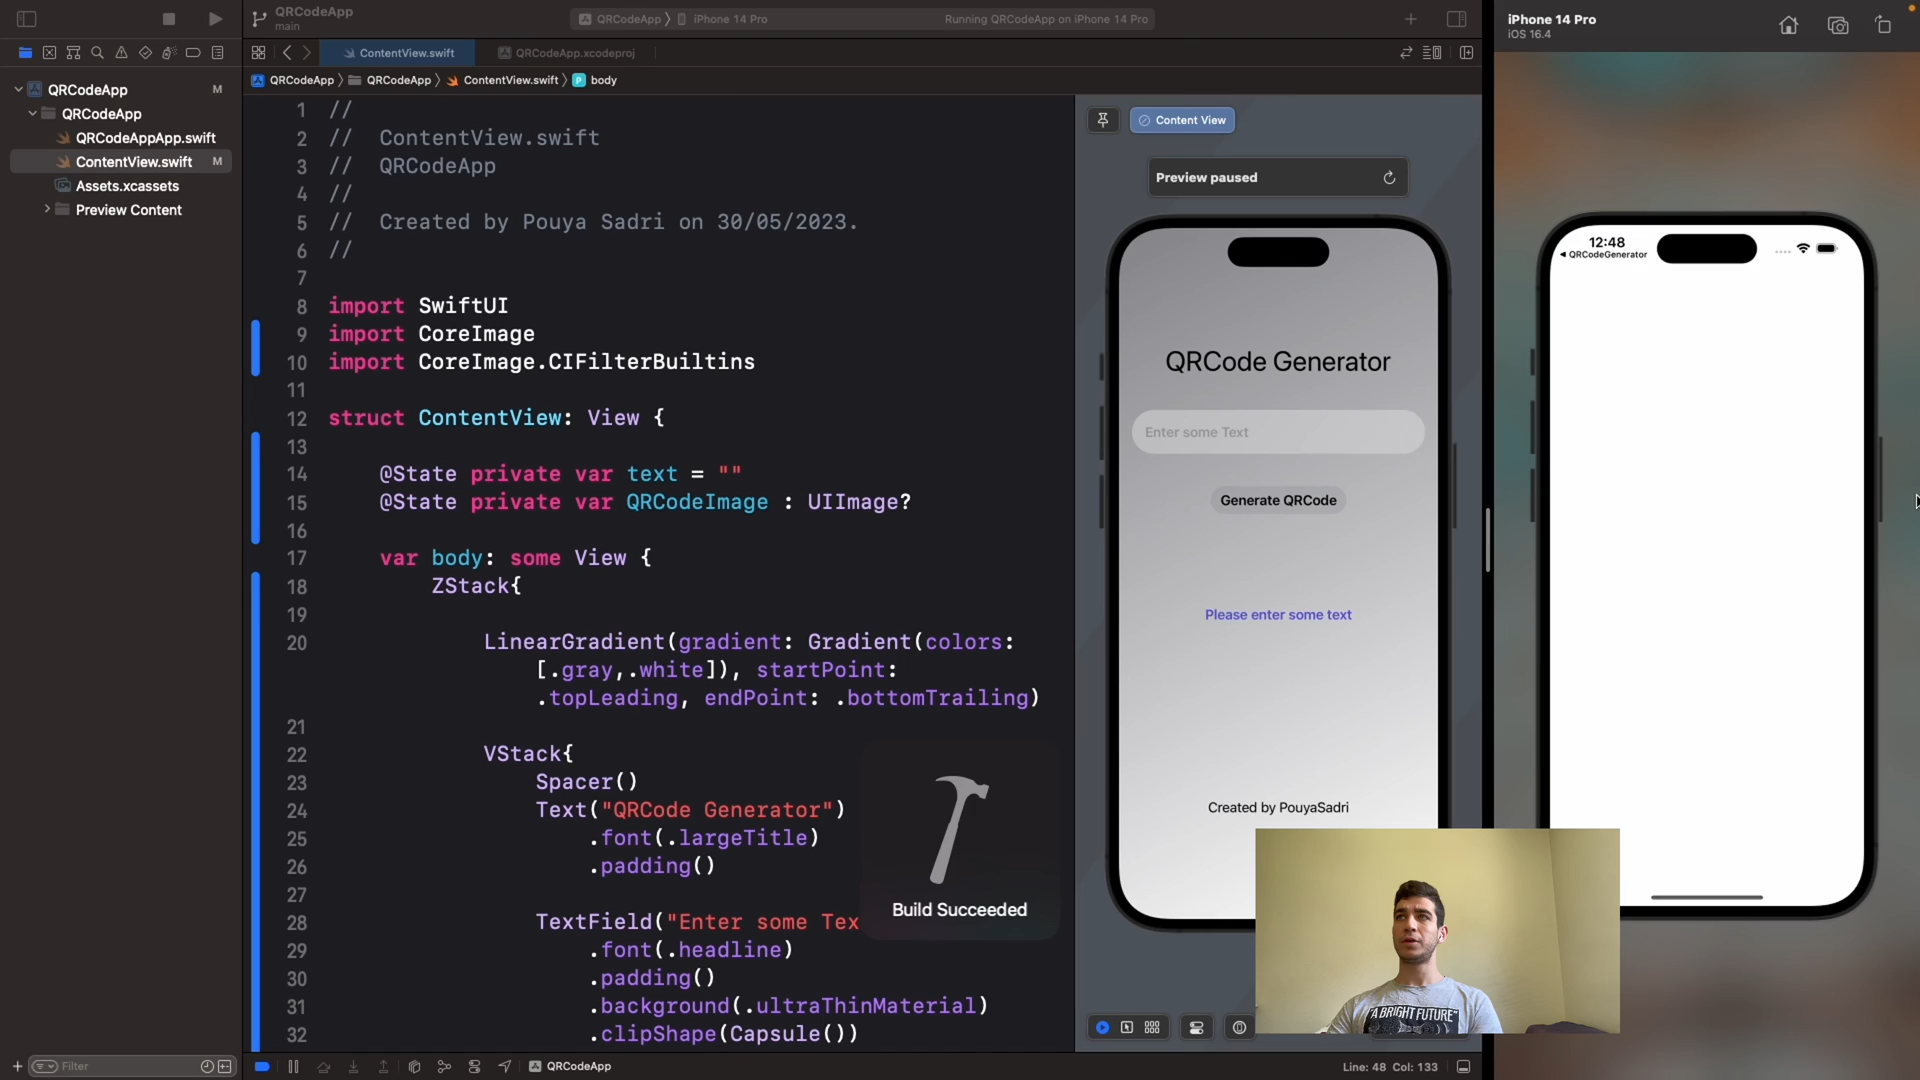 QRCodeApp
main
QRCodeApp
iPhone 14 Pro
Running QRCodeApp on iPhone 14 Pro
iPhone 14 Pro
iOS 16.4
ContentView.swift
QRCodeApp.xcodeproj
QRCodeApp
QRCodeApp
ContentView.swift
P
body
QRCodeApp
M
QRCodeApp
QRCodeAppApp.swift
ContentView.swift
M
Assets.xcassets
Preview Content
1 //
2 // ContentView.swift
3 // QRCodeApp
4 //
5 // Created by Pouya Sadri on 30/05/2023.
6 //
7
8 import SwiftUI
9 import CoreImage
10 import CoreImage.CIFilterBuiltins
11
12 struct ContentView: View {
13
14 @State private var text = ""
15 @State private var QRCodeImage : UIImage?
16
17 var body: some View {
18 ZStack{
19
20 LinearGradient(gradient: Gradient(colors:
[.gray,.white]), startPoint:
.topLeading, endPoint: .bottomTrailing)
21
22 VStack{
23 Spacer()
24 Text("QRCode Generator")
25 .font(.largeTitle)
26 .padding()
27
28 TextField("Enter some Tex
29 .font(.headline)
30 .padding()
31 .background(.ultraThinMaterial)
32 .clipShape(Capsule())
Build Succeeded
Content View
Preview paused
QRCode Generator
Enter some Text
Generate QRCode
Please enter some text
Created by PouyaSadri
12:48
QRCodeGenerator
"A BRIGHT FUTURE"
Filter
QRCodeApp
Line: 48 Col: 133